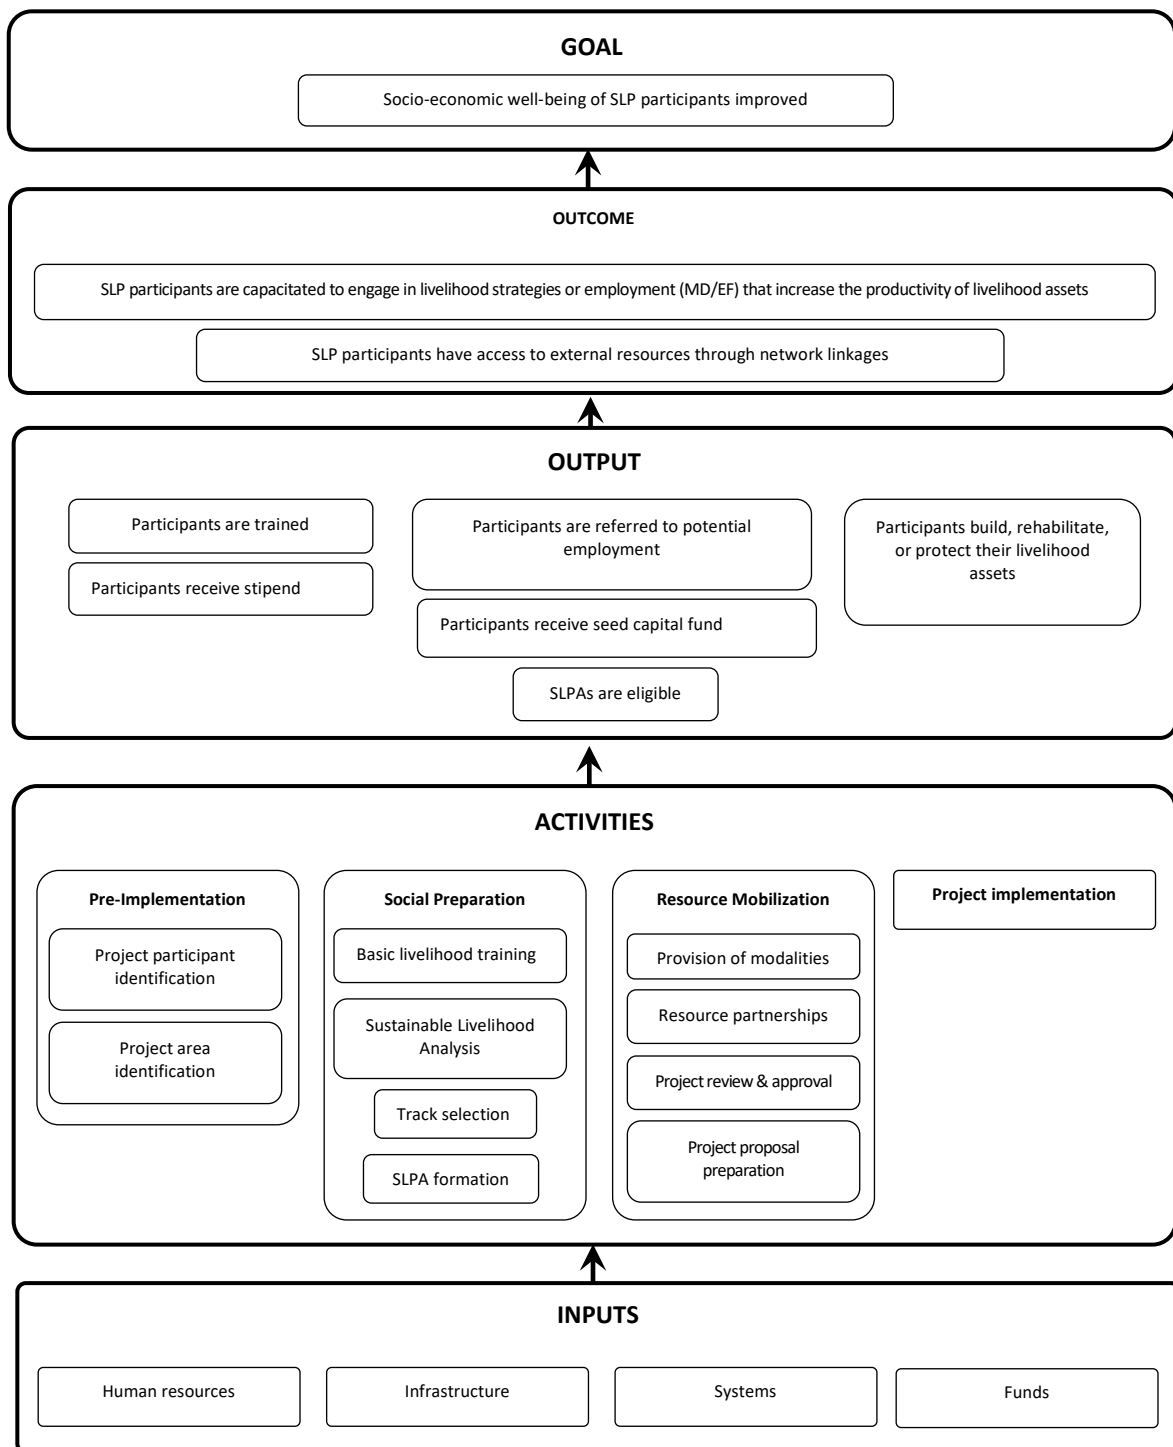 GOAL
Socio-economic well-being of SLP participants improved
OUTCOME
SLP participants are capacitated to engage in livelihood strategies or employment (MD/EF) that increase the productivity of livelihood assets
SLP participants have access to external resources through network linkages
OUTPUT
Participants are trained
Participants receive stipend
Participants are referred to potential
employment
Participants receive seed capital fund
SLPAs are eligible
Participants build, rehabilitate,
or protect their livelihood
assets
ACTIVITIES
Pre-Implementation
Project participant
identification
Project area
identification
Social Preparation
Basic livelihood training
Sustainable Livelihood
Analysis
Track selection
SLPA formation
Resource Mobilization
Provision of modalities
Resource partnerships
Project review & approval
Project proposal
preparation
Project implementation
INPUTS
Human resources
Infrastructure
Systems
Funds